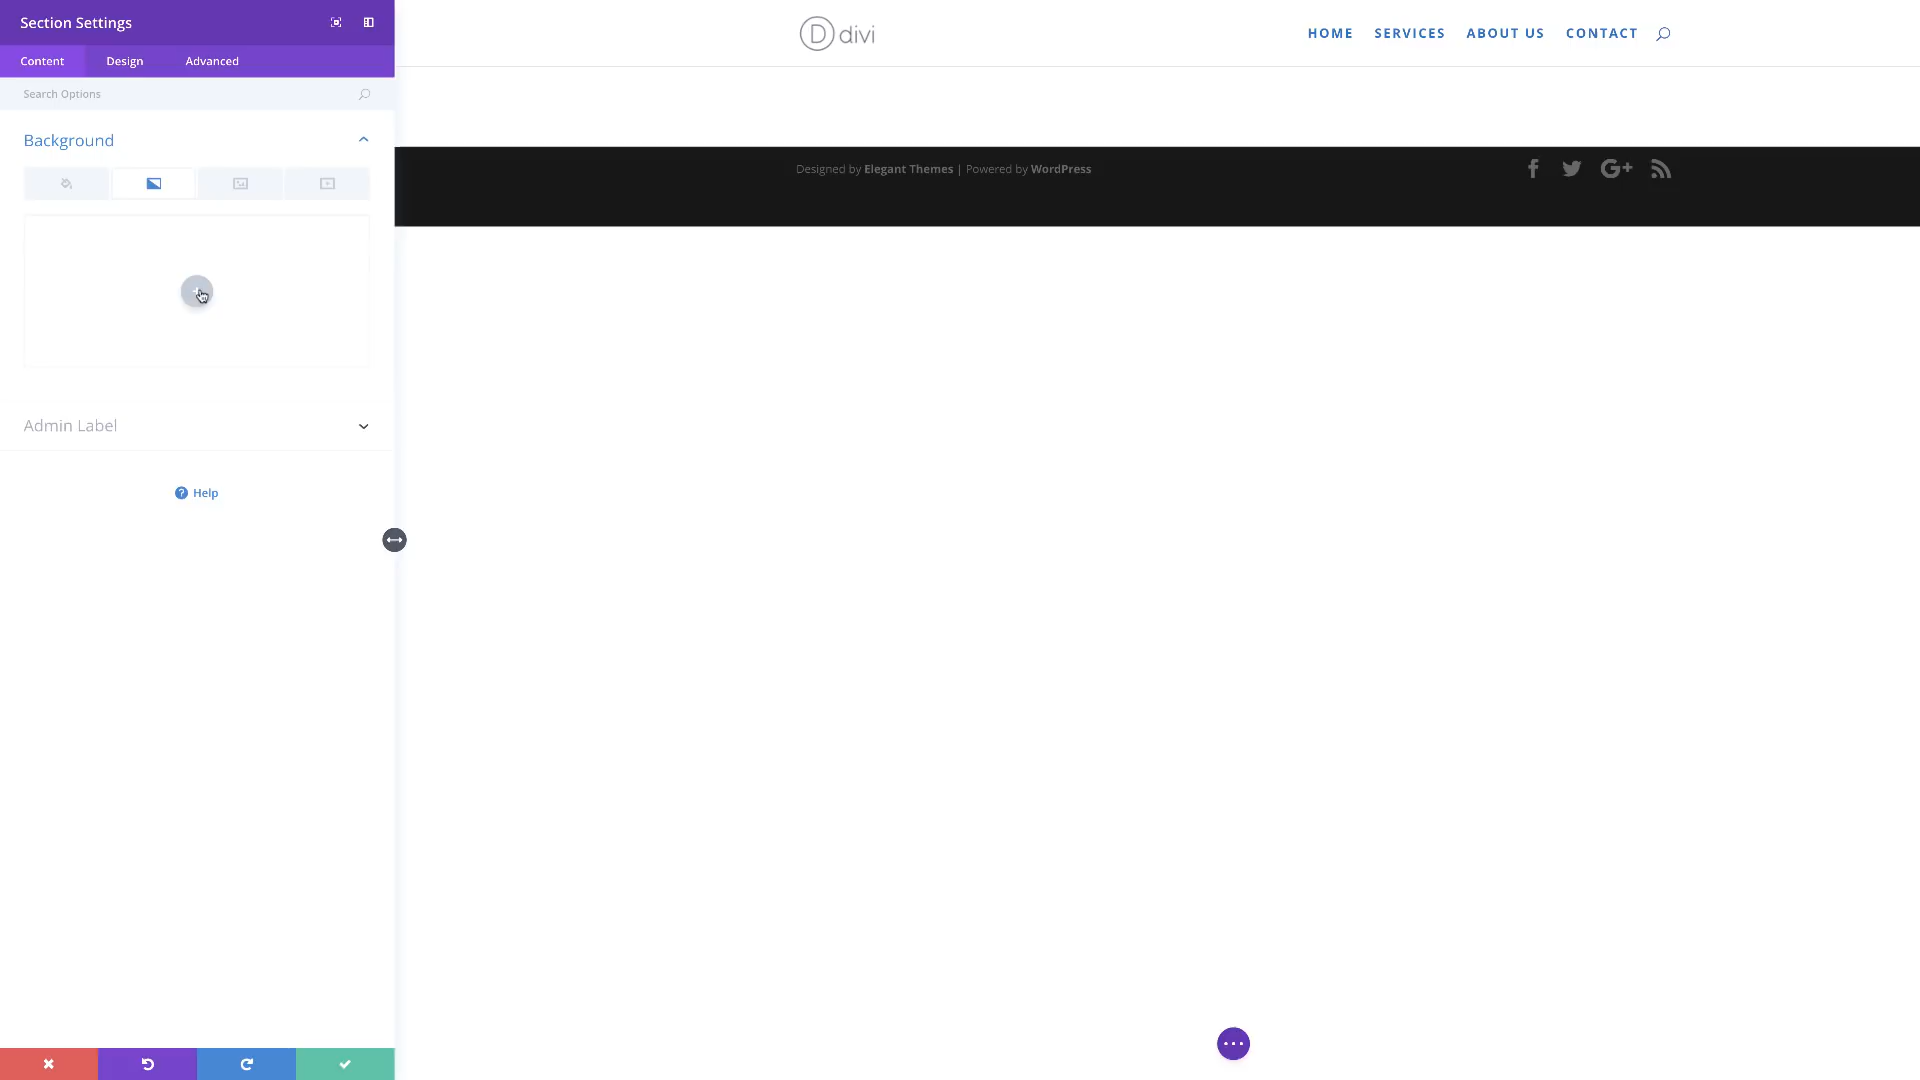 Section Settings
Content Design Advanced
Search Options
Background
Admin Label
? Help
D divi
HOME SERVICES ABOUT US CONTACT
Designed by Elegant Themes | Powered by WordPress
G+